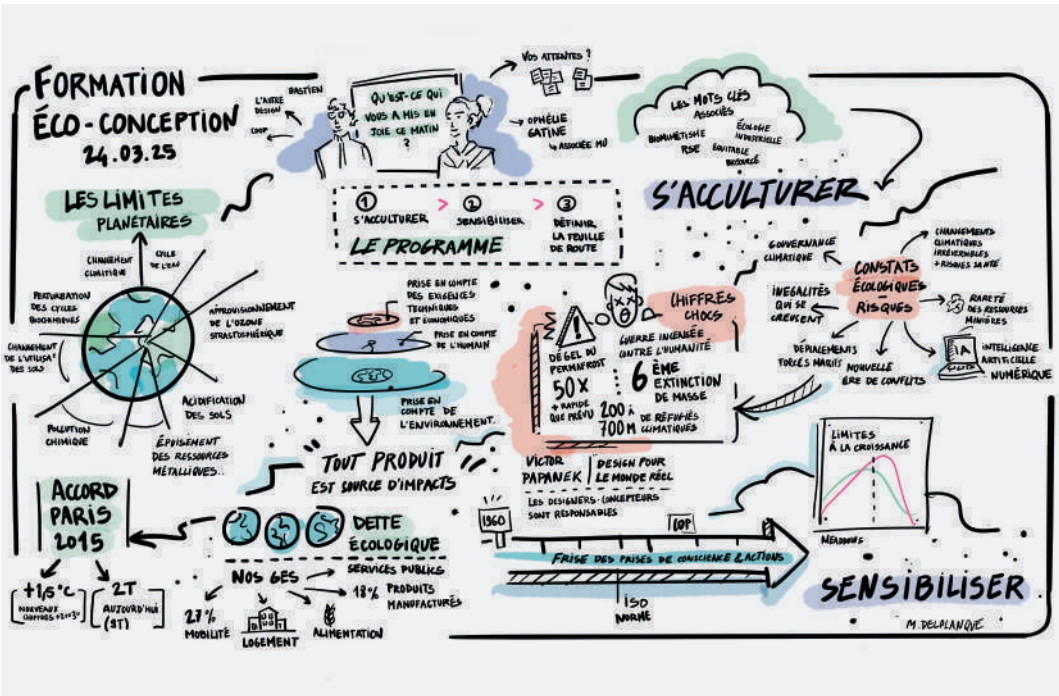 FORMATION
ÉCO-CONCEPTION
24.03.25
BASTIEN
L'AUTRE
DESIGN
COOP
QU'EST-CE QUI
VOUS A MIS EN
JOIE CE MATIN
?
VOS ATTENTES ?
OPHÉLIE
GATINE
↳ ASSOCIÉE MU
LES MOTS CLÉS
ASSOCIÉS
BIOMIMÉTISME
ÉCOLOGIE
INDUSTRIELLE
RSE
ÉQUITABLE
BIOSOURCÉ
S'ACCULTURER
① > ② > ③
S'ACCULTURER
SENSIBILISER
DÉFINIR
LA FEUILLE
DE ROUTE
LE PROGRAMME
LES LIMITES
PLANÉTAIRES
CHANGEMENT
CLIMATIQUE
CYCLE
DE L'EAU
PERTURBATION
DES CYCLES
BIOCHIMIQUES
APPROVISIONNEMENT
DE L'OZONE
STRATOSPHÉRIQUE
CHANGEMENT
DE L'UTILISA°
DES SOLS
ACIDIFICATION
DES SOLS
POLLUTION
CHIMIQUE
ÉPUISEMENT
DES RESSOURCES
MÉTALLIQUES..
PRISE EN COMPTE
DES EXIGENCES
TECHNIQUES
ET ÉCONOMIQUES
PRISE EN COMPTE
DE L'HUMAIN
PRISE EN
COMPTE DE
L'ENVIRONNEMENT.
TOUT PRODUIT
EST SOURCE D'IMPACTS
CHIFFRES
CHOCS
DÉGEL DU
PERMAFROST
50X
+ RAPIDE
QUE PRÉVU
GUERRE INSENSÉE
CONTRE L'HUMANITÉ
6 ÈME
EXTINCTION
DE MASSE
200 à
700M
DE RÉFUGIÉS
CLIMATIQUES
GOUVERNANCE
CLIMATIQUE
CHANGEMENTS
CLIMATIQUES
IRRÉVERSIBLES
+ RISQUES SANTÉ
CONSTATS
ÉCOLOGIQUES
–
RISQUES
INÉGALITÉS
QUI SE
CREUSENT
RARETÉ
DES RESSOURCES
MINIÈRES
DÉPLACEMENTS
FORCÉS MASSIFS
NOUVELLE
ÈRE DE CONFLITS
IA
INTELLIGENCE
ARTIFICIELLE
NUMÉRIQUE
VICTOR
PAPANEK
DESIGN POUR
LE MONDE RÉEL
LES DESIGNERS-CONCEPTEURS
SONT RESPONSABLES
LIMITES
À LA CROISSANCE
MEADOWS
ACCORD
PARIS
2015
+1,5°C
2T
AUJOURD'HUI
(9T)
DETTE
ÉCOLOGIQUE
NOS GES
SERVICES PUBLICS
18% PRODUITS
MANUFACTURÉS
27%
MOBILITÉ
LOGEMENT
ALIMENTATION
1960
COP
FRISE DES PRISES DE CONSCIENCE & ACTIONS
ISO
NORME
SENSIBILISER
M.DELPLANQUE